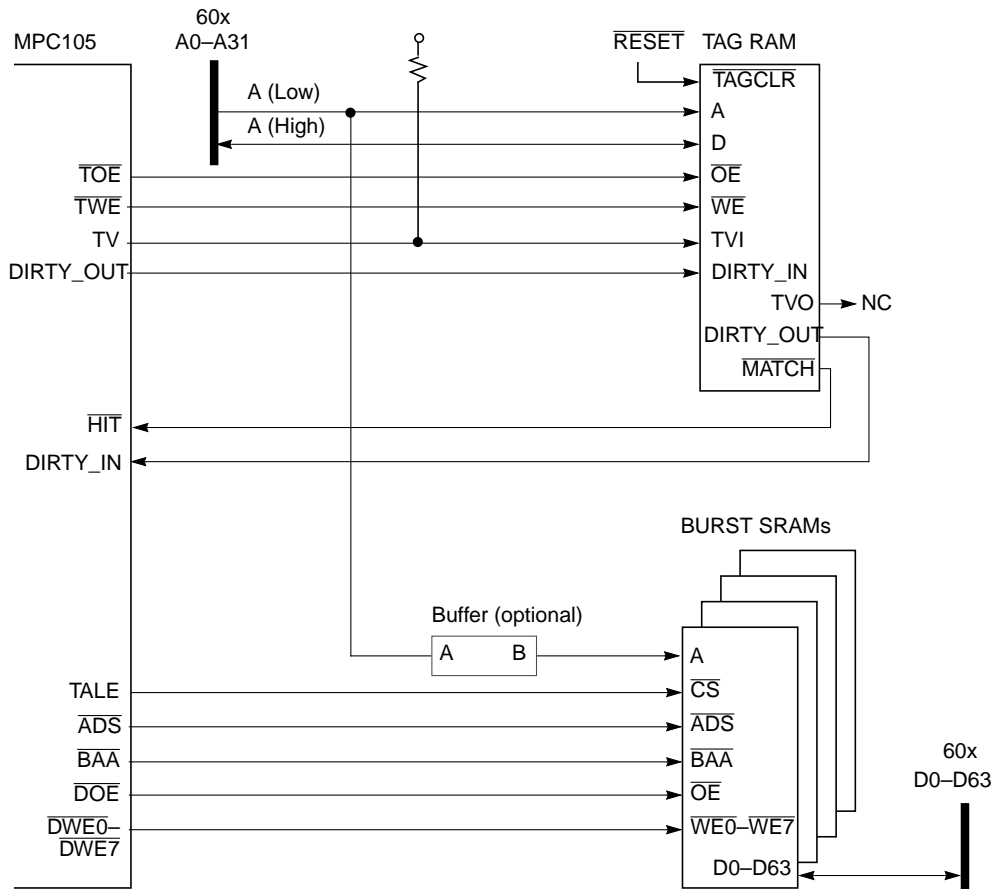 60x
MPC105
A0–A31
RESET
TAG RAM
A (Low)
TAGCLR
A
A (High)
D
TOE
OE
TWE
WE
TV
TVI
DIRTY_OUT
DIRTY_IN
TVO
NC
DIRTY_OUT
MATCH
HIT
DIRTY_IN
BURST SRAMs
Buffer (optional)
A
B
A
TALE
CS
ADS
ADS
BAA
BAA
60x
D0–D63
DOE
OE
DWE0–
DWE7
WE0–WE7
D0–D63